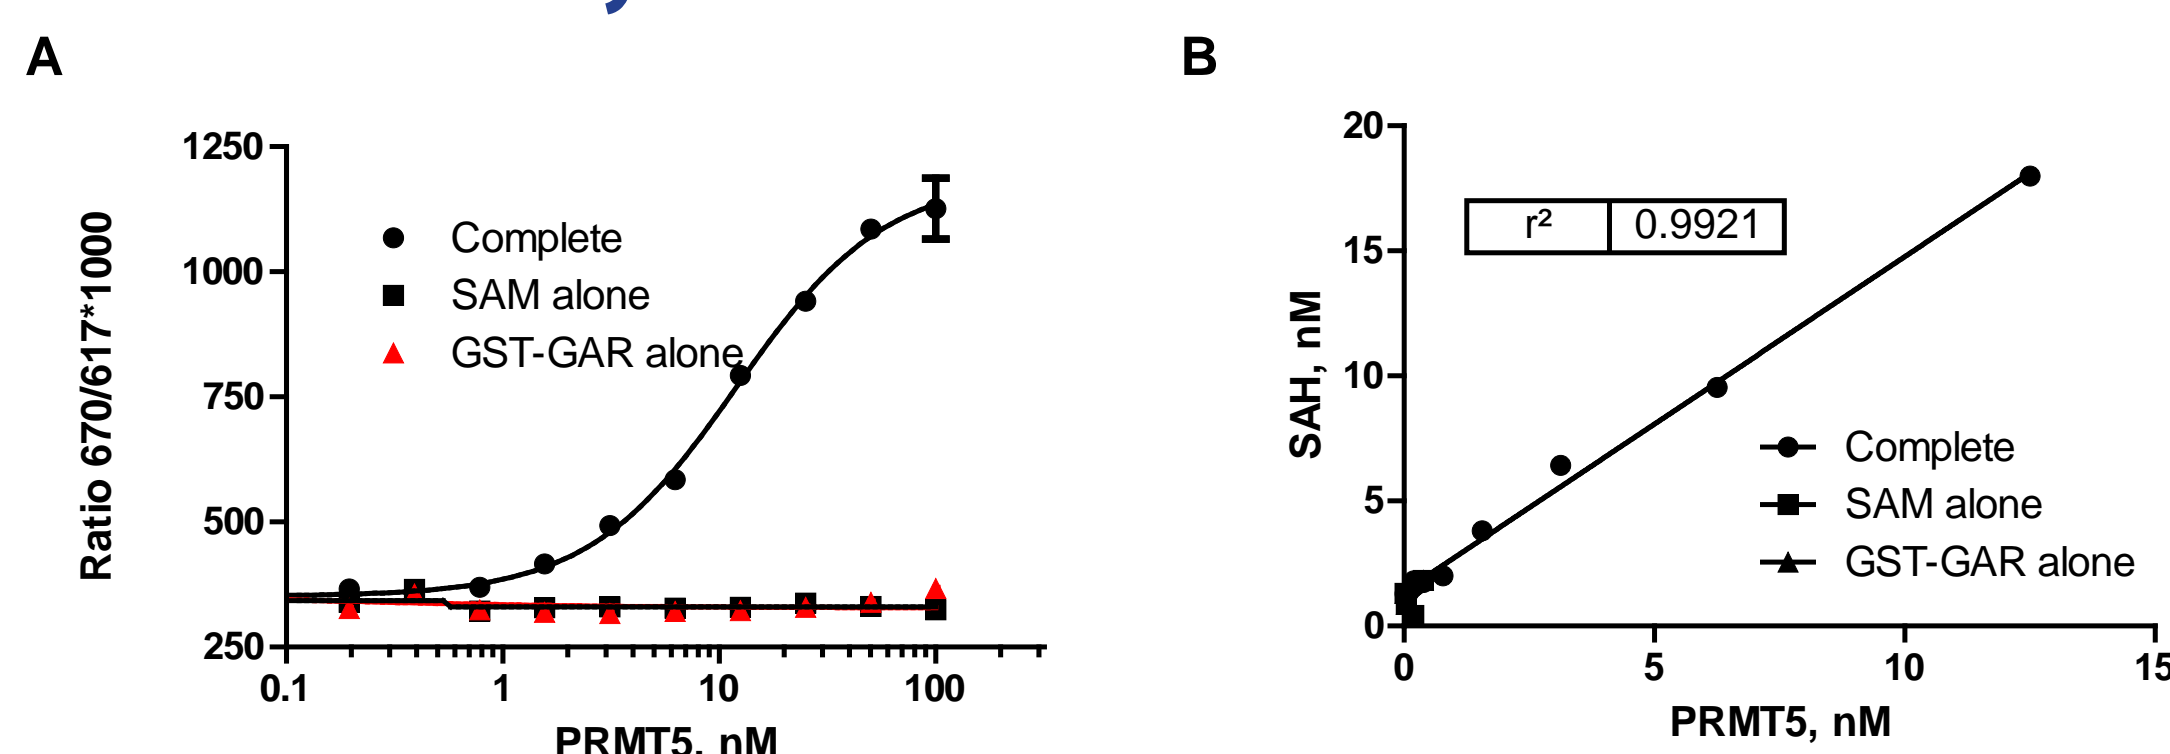 A
1250
1000
750
500
250
Ratio 670/617*1000
Complete
SAM alone
GST-GAR alone
0.1 1 10 100
PRMT5, nM
B
20
15
10
5
0
SAH, nM
r² 0.9921
Complete
SAM alone
GST-GAR alone
0 5 10 15
PRMT5, nM